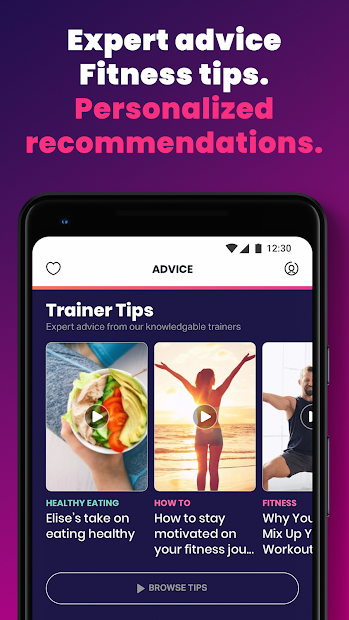 Expert advice
Fitness tips.
Personalized
recommendations.
12:30
ADVICE
Trainer Tips
Expert advice from our knowledgable trainers
HEALTHY EATING
Elise's take on
eating healthy
HOW TO
How to stay
motivated on
your fitness jou...
FITNESS
Why You
Mix Up Y
Workout
BROWSE TIPS